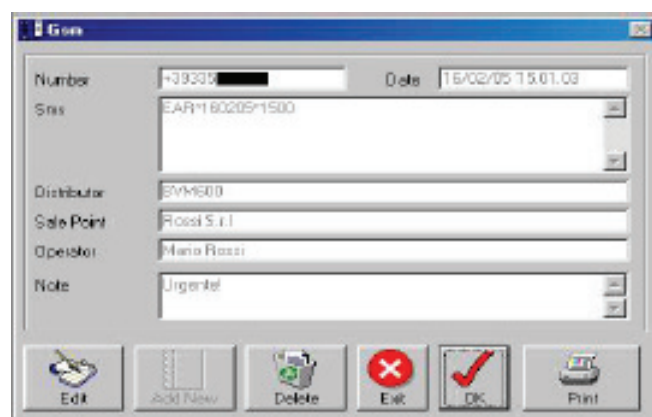 Gsm
Number +39335 Date 16/02/05 15.01.03
Sms EAR*160205*1500
Distributor BVM600
Sale Point Rossi S.r.l
Operator Mario Rossi
Note Urgente!
Edit Add New Delete Exit OK Print